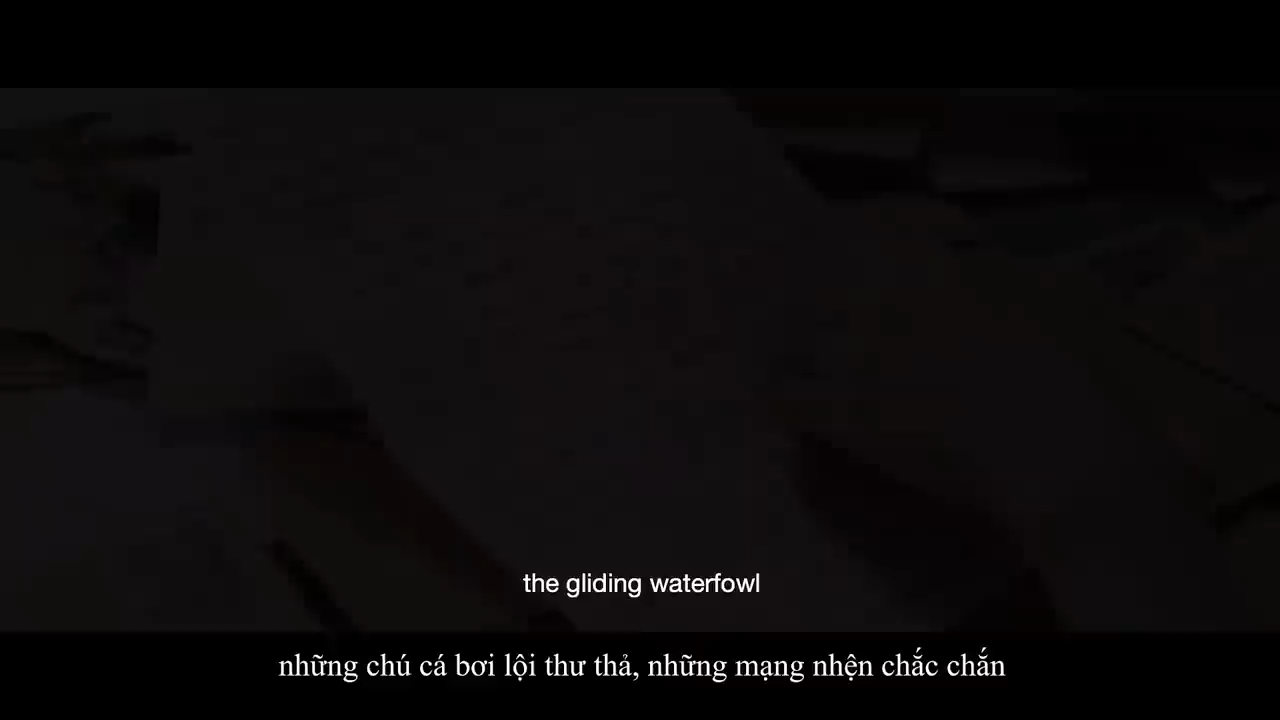 the gliding waterfowl
những chú cá bơi lội thư thả, những mạng nhện chắc chắn